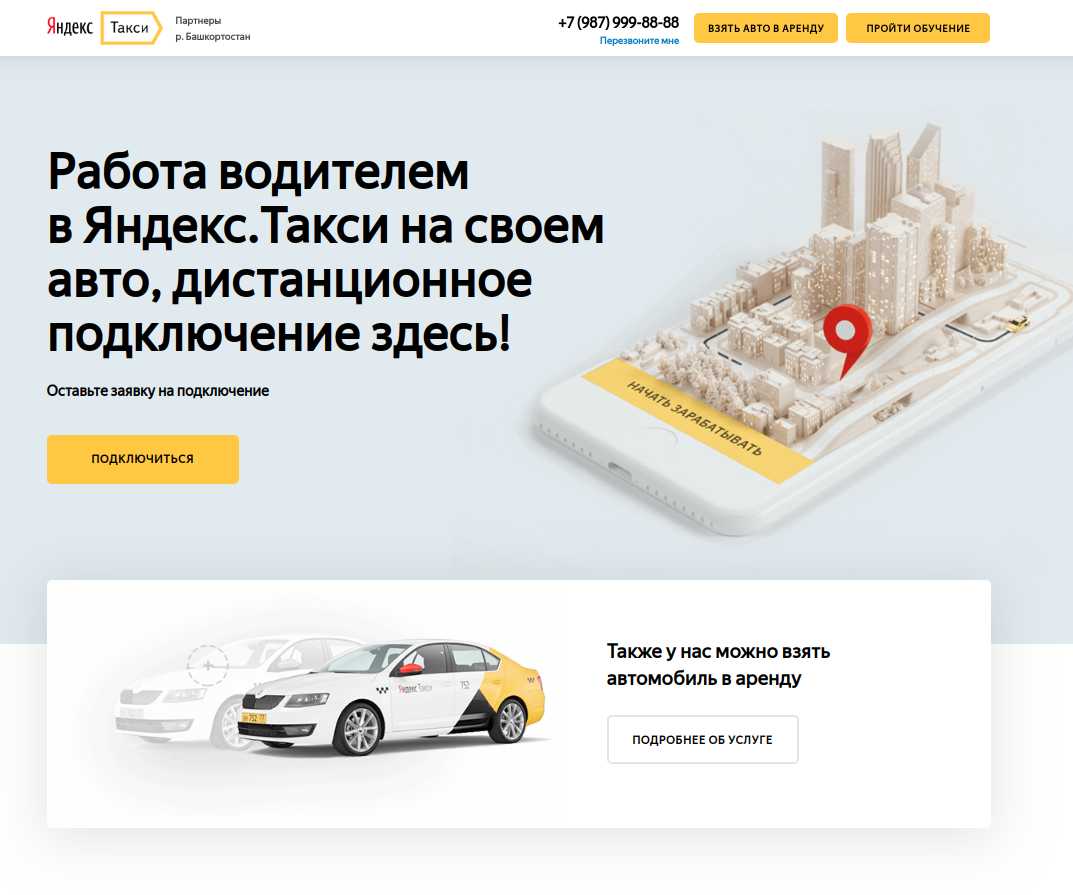 Яндекс Такси
Партнеры
р. Башкортостан
+7 (987) 999-88-88
Перезвоните мне
ВЗЯТЬ АВТО В АРЕНДУ
ПРОЙТИ ОБУЧЕНИЕ
Работа водителем
в Яндекс.Такси на своем
авто, дистанционное
подключение здесь!
Оставьте заявку на подключение
ПОДКЛЮЧИТЬСЯ
НАЧАТЬ ЗАРАБАТЫВАТЬ
Яндекс Такси
752
752 77
Также у нас можно взять
автомобиль в аренду
ПОДРОБНЕЕ ОБ УСЛУГЕ